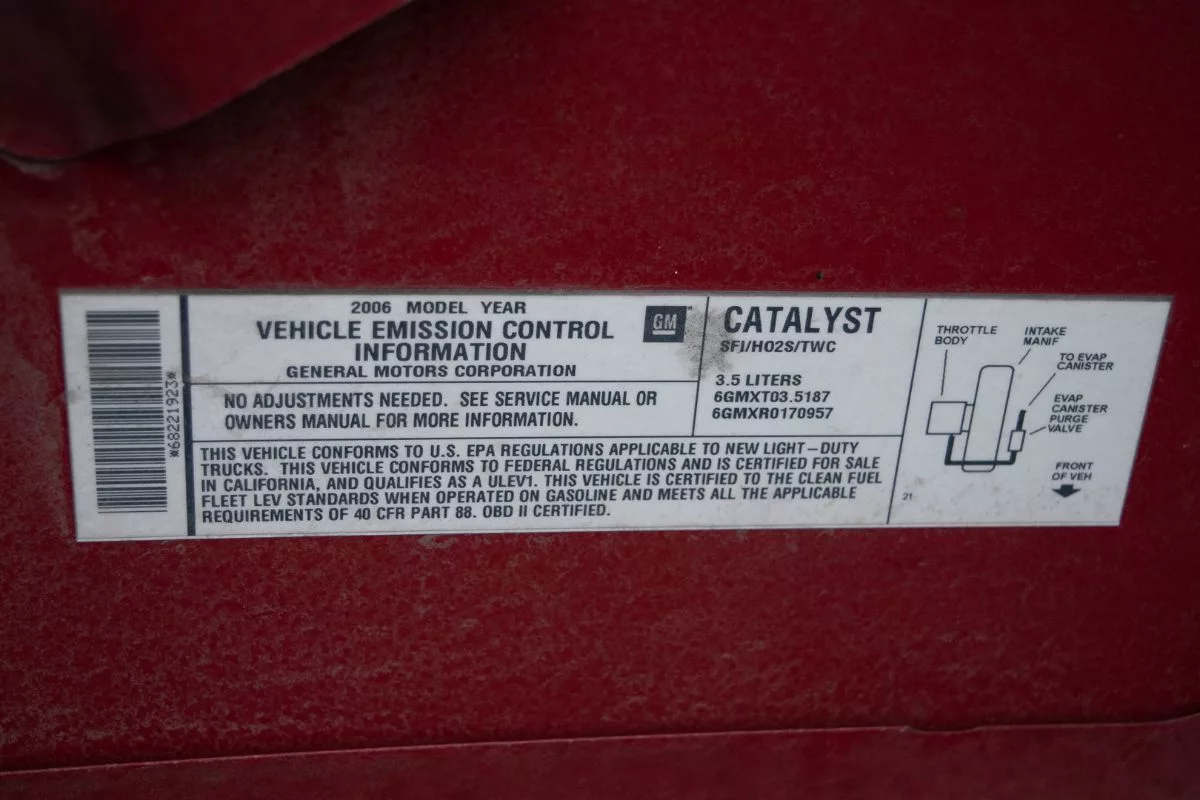 *68221923*
2006 MODEL YEAR
VEHICLE EMISSION CONTROL
INFORMATION
GENERAL MOTORS CORPORATION
GM
NO ADJUSTMENTS NEEDED. SEE SERVICE MANUAL OR
OWNERS MANUAL FOR MORE INFORMATION.
CATALYST
SFI/HO2S/TWC
3.5 LITERS
6GMXT03.5187
6GMXR0170957
THIS VEHICLE CONFORMS TO U.S. EPA REGULATIONS APPLICABLE TO NEW LIGHT-DUTY
TRUCKS. THIS VEHICLE CONFORMS TO FEDERAL REGULATIONS AND IS CERTIFIED FOR SALE
IN CALIFORNIA, AND QUALIFIES AS A ULEV1. THIS VEHICLE IS CERTIFIED TO THE CLEAN FUEL
FLEET LEV STANDARDS WHEN OPERATED ON GASOLINE AND MEETS ALL THE APPLICABLE
REQUIREMENTS OF 40 CFR PART 88. OBD II CERTIFIED.
THROTTLE
BODY
INTAKE
MANIF
TO EVAP
CANISTER
EVAP
CANISTER
PURGE
VALVE
FRONT
OF VEH
21